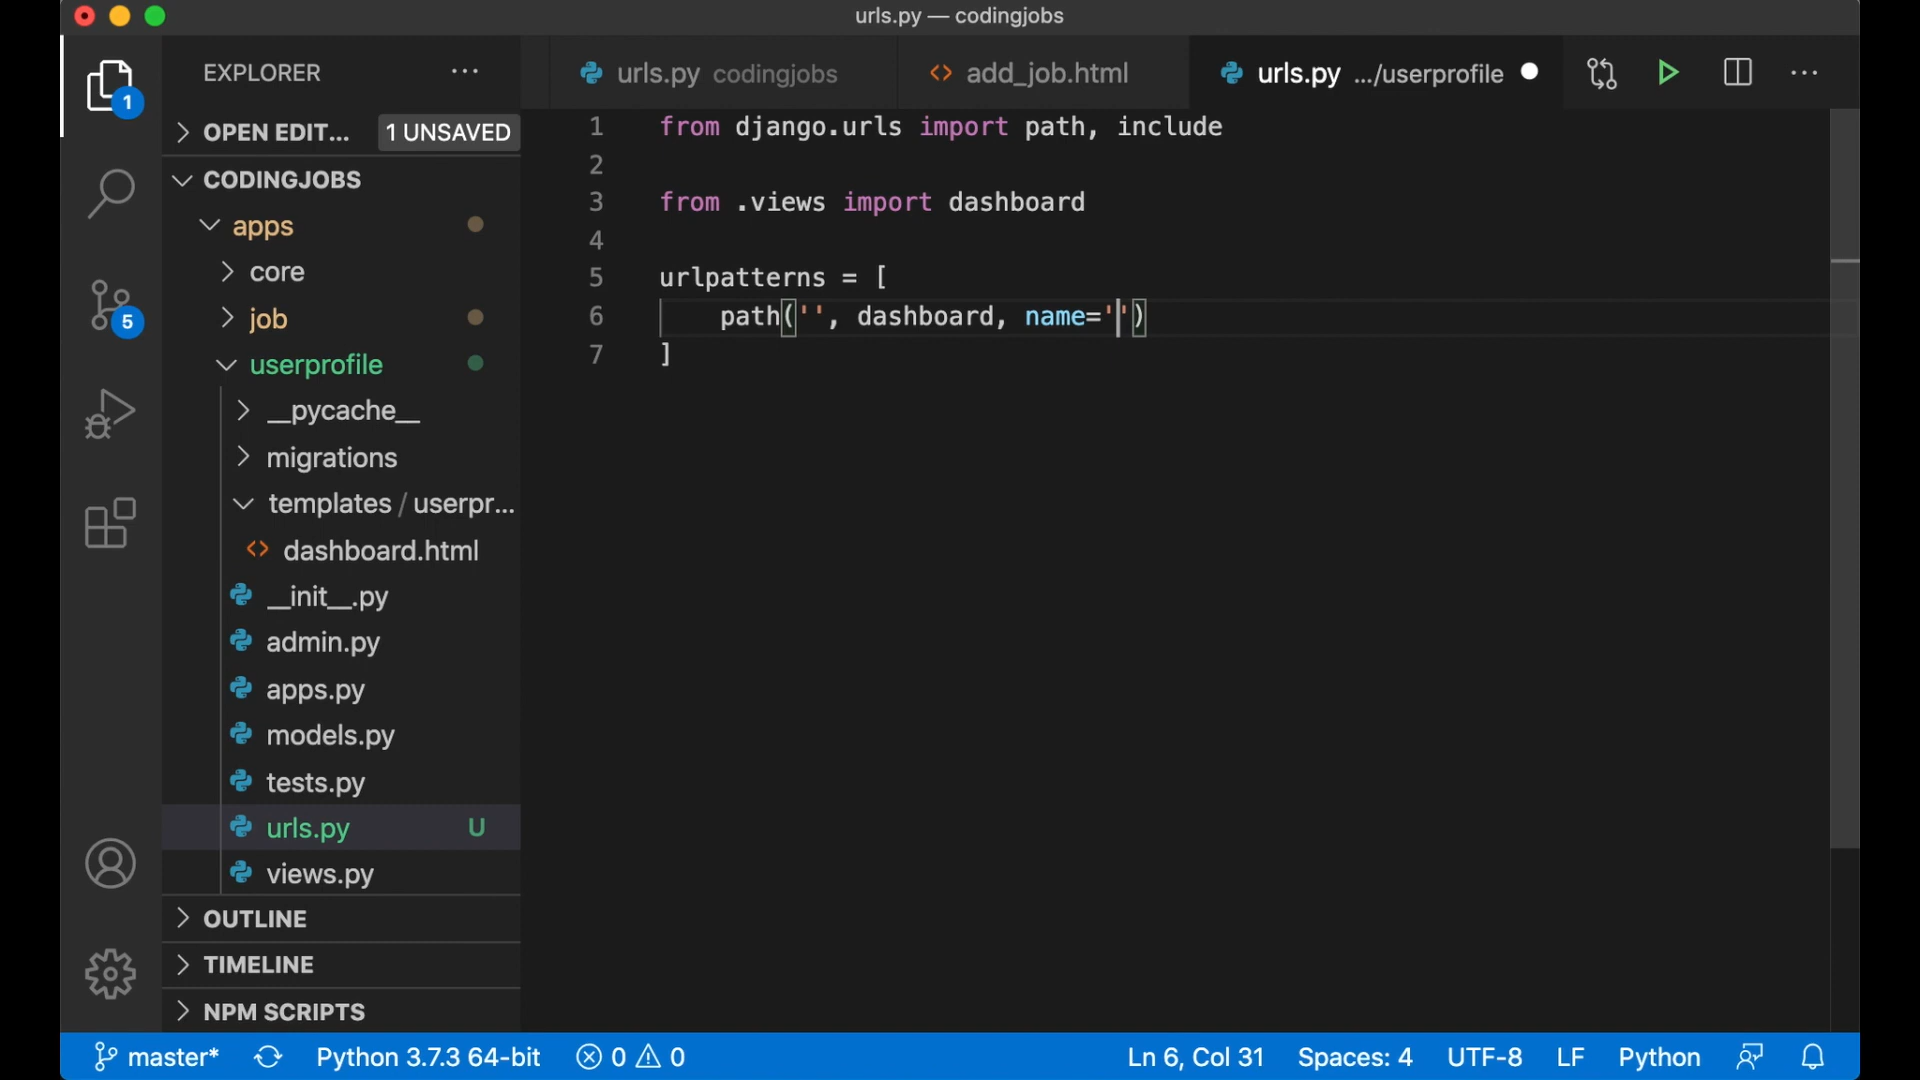 urls.py — codingjobs
EXPLORER
urls.py codingjobs
add_job.html
urls.py .../userprofile
1
OPEN EDIT... 1 UNSAVED
CODINGJOBS
apps
core
job
userprofile
__pycache__
migrations
templates / userpr...
dashboard.html
__init__.py
admin.py
apps.py
models.py
tests.py
urls.py U
views.py
OUTLINE
TIMELINE
NPM SCRIPTS
5
1 from django.urls import path, include
2
3 from .views import dashboard
4
5 urlpatterns = [
6 path('', dashboard, name='')
7 ]
master* Python 3.7.3 64-bit 0 0 Ln 6, Col 31 Spaces: 4 UTF-8 LF Python